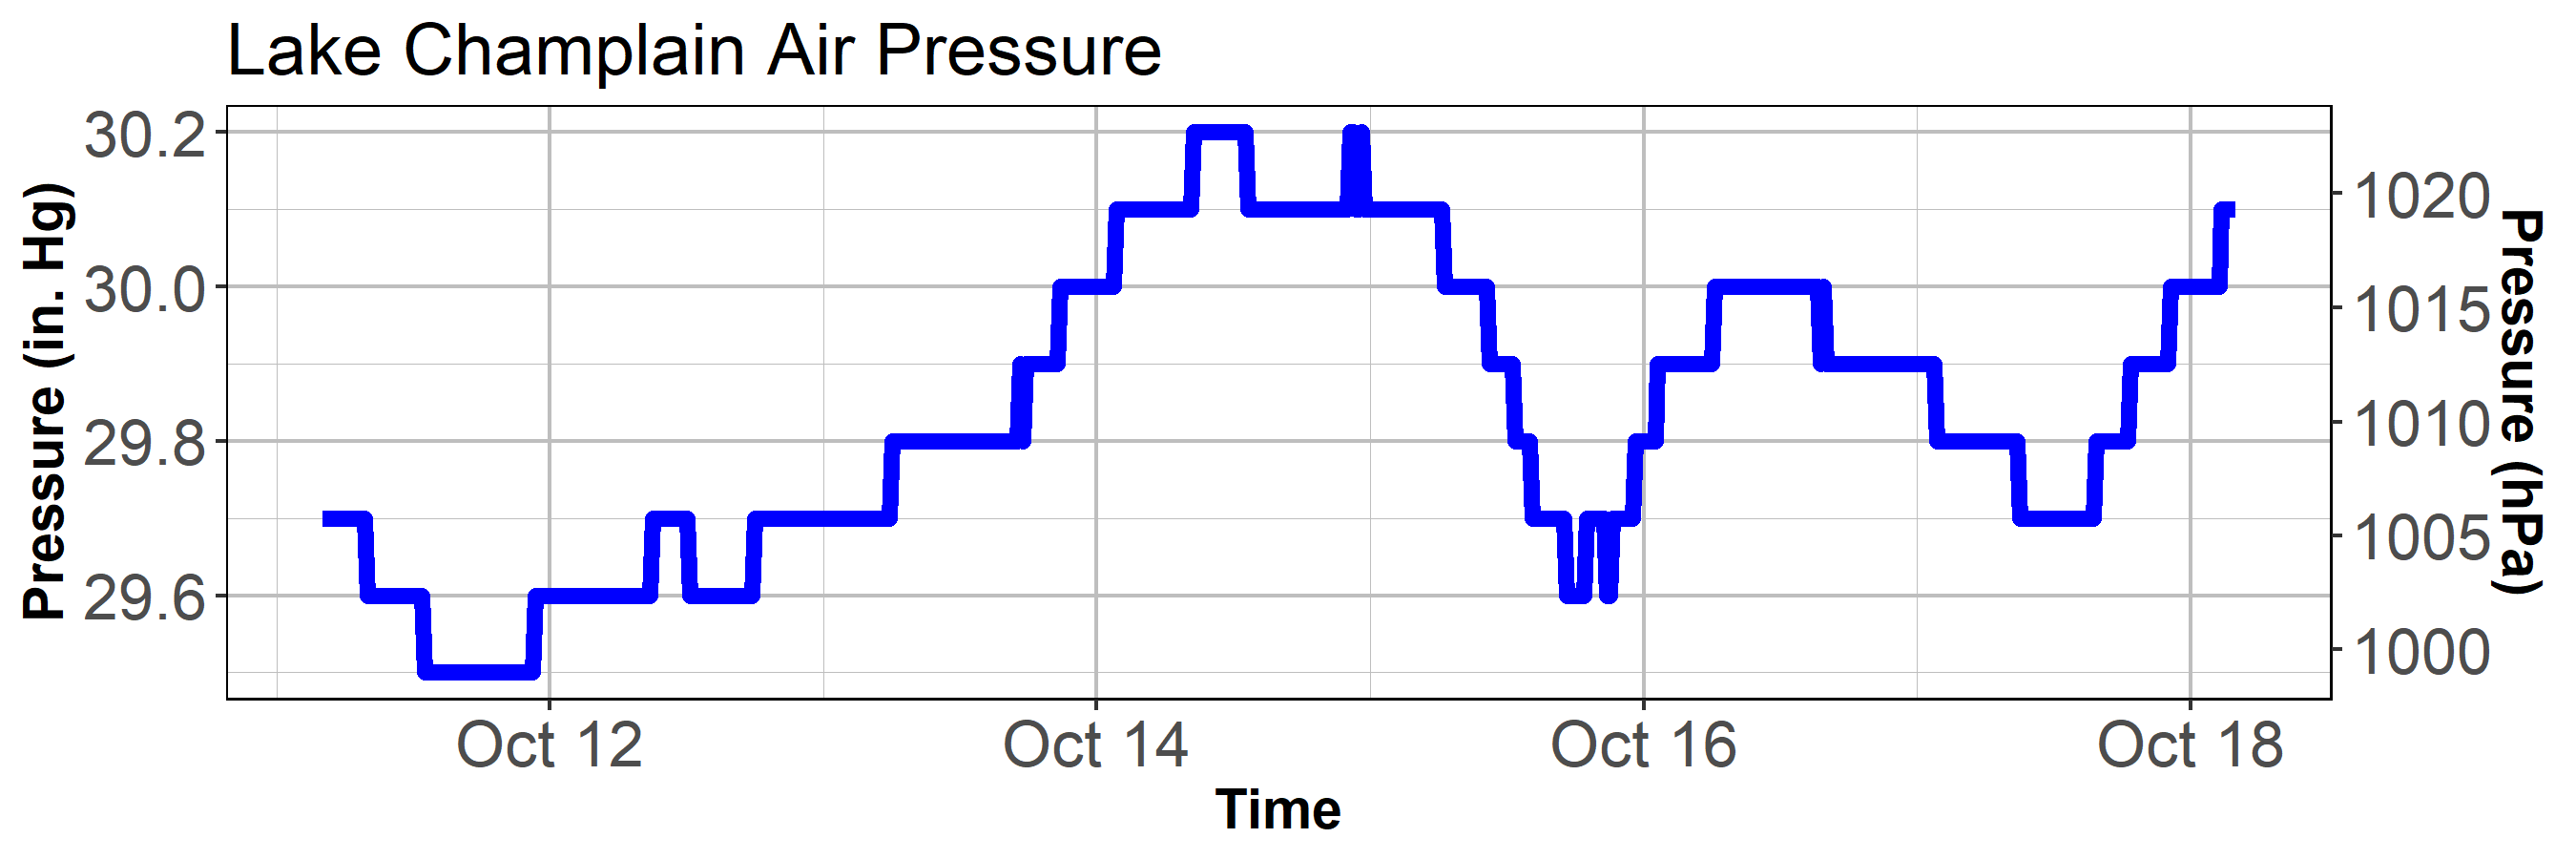 Lake Champlain Air Pressure
Pressure (in. Hg)
30.2
30.0
29.8
29.6
1020
1015
1010
1005
1000
Pressure (hPa)
Oct 12 Oct 14 Oct 16 Oct 18
Time